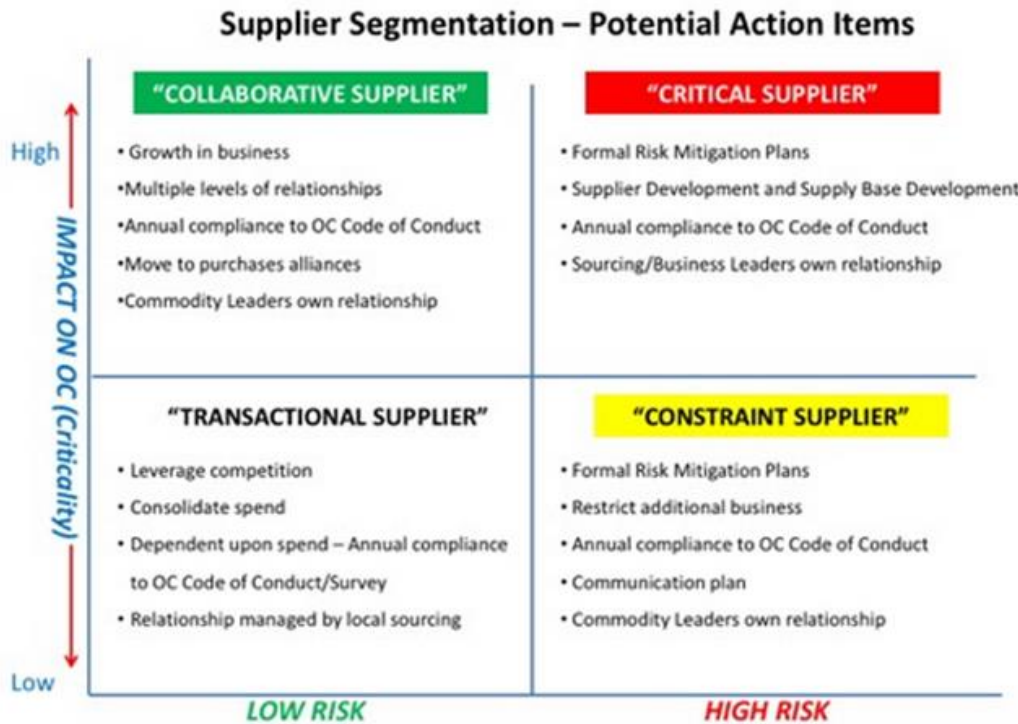 Supplier Segmentation – Potential Action Items
"COLLABORATIVE SUPPLIER"
• Growth in business
•Multiple levels of relationships
•Annual compliance to OC Code of Conduct
•Move to purchases alliances
•Commodity Leaders own relationship
"CRITICAL SUPPLIER"
• Formal Risk Mitigation Plans
• Supplier Development and Supply Base Development
• Annual compliance to OC Code of Conduct
• Sourcing/Business Leaders own relationship
High
IMPACT ON OC (Criticality)
Low
"TRANSACTIONAL SUPPLIER"
• Leverage competition
• Consolidate spend
• Dependent upon spend – Annual compliance
to OC Code of Conduct/Survey
• Relationship managed by local sourcing
"CONSTRAINT SUPPLIER"
• Formal Risk Mitigation Plans
• Restrict additional business
• Annual compliance to OC Code of Conduct
• Communication plan
• Commodity Leaders own relationship
LOW RISK
HIGH RISK